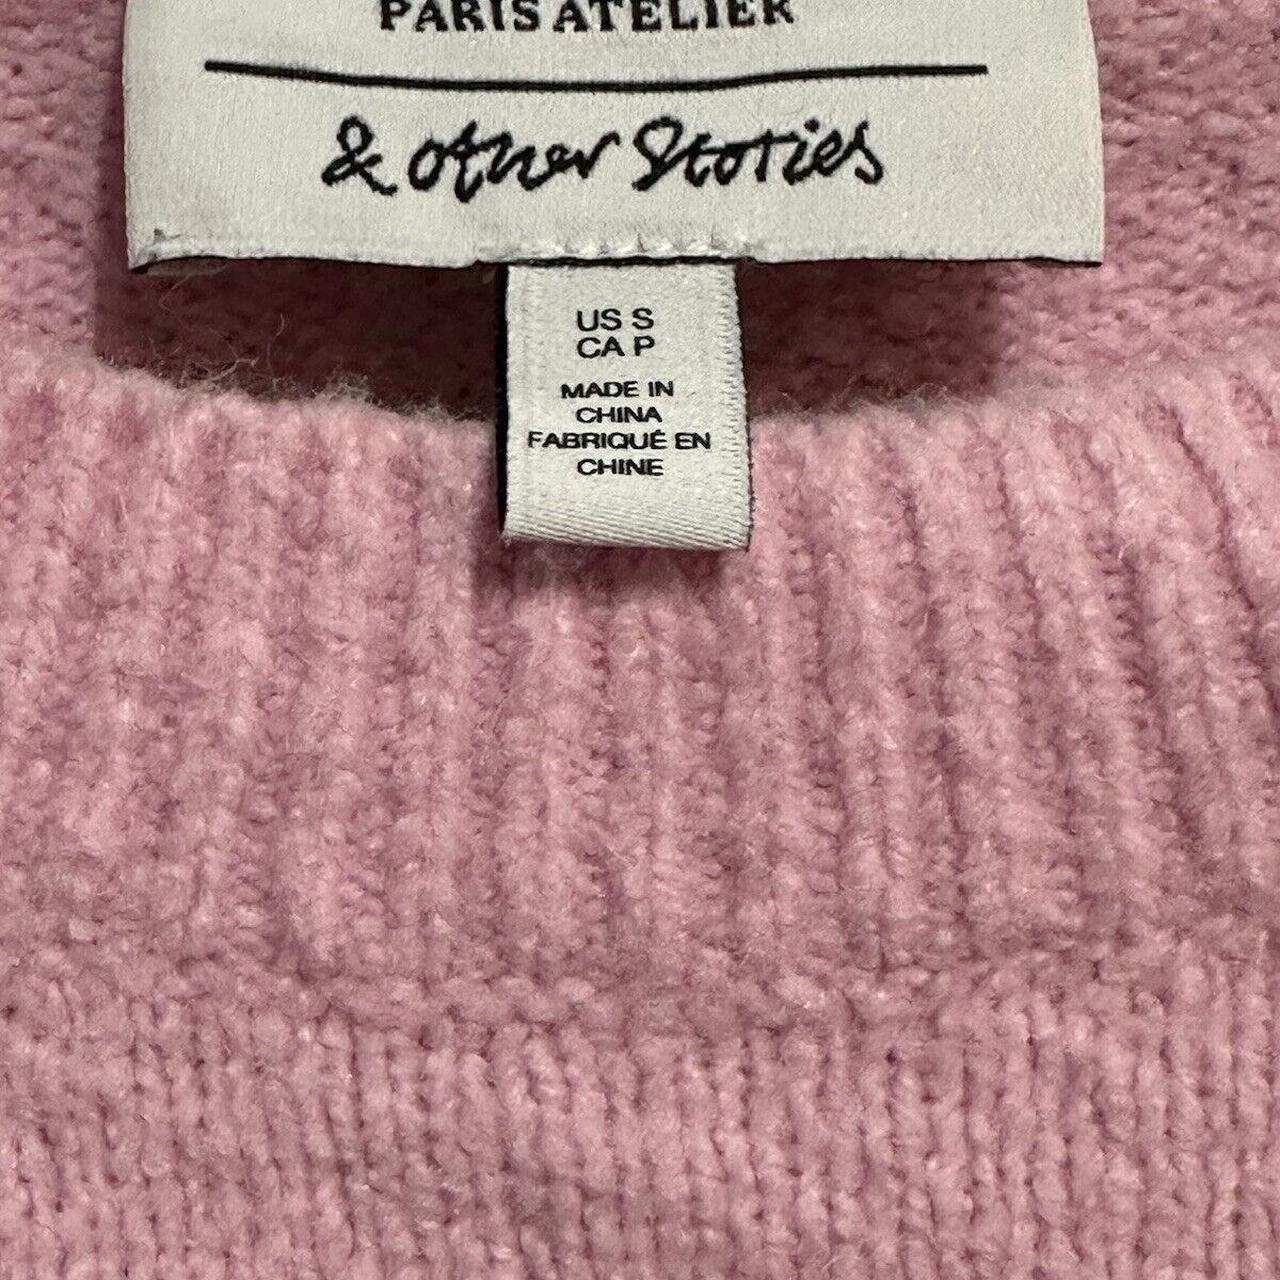 PARIS ATELIER
& other Stories
US S
CA P
MADE IN
CHINA
FABRIQUÉ EN
CHINE